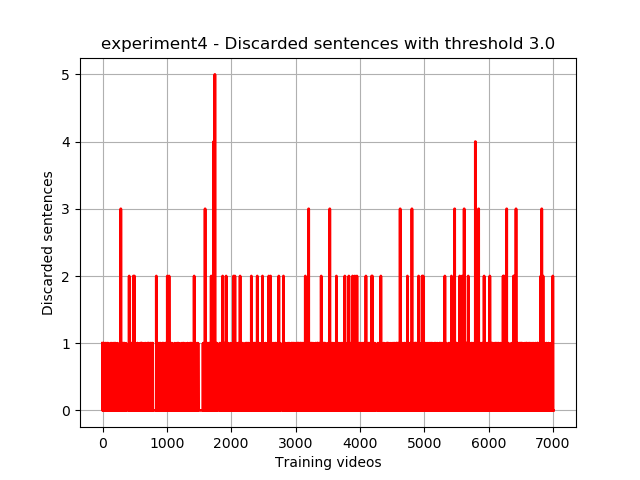 experiment4 - Discarded sentences with threshold 3.0
Discarded sentences
5
4
3
2
1
0
0 1000 2000 3000 4000 5000 6000 7000
Training videos